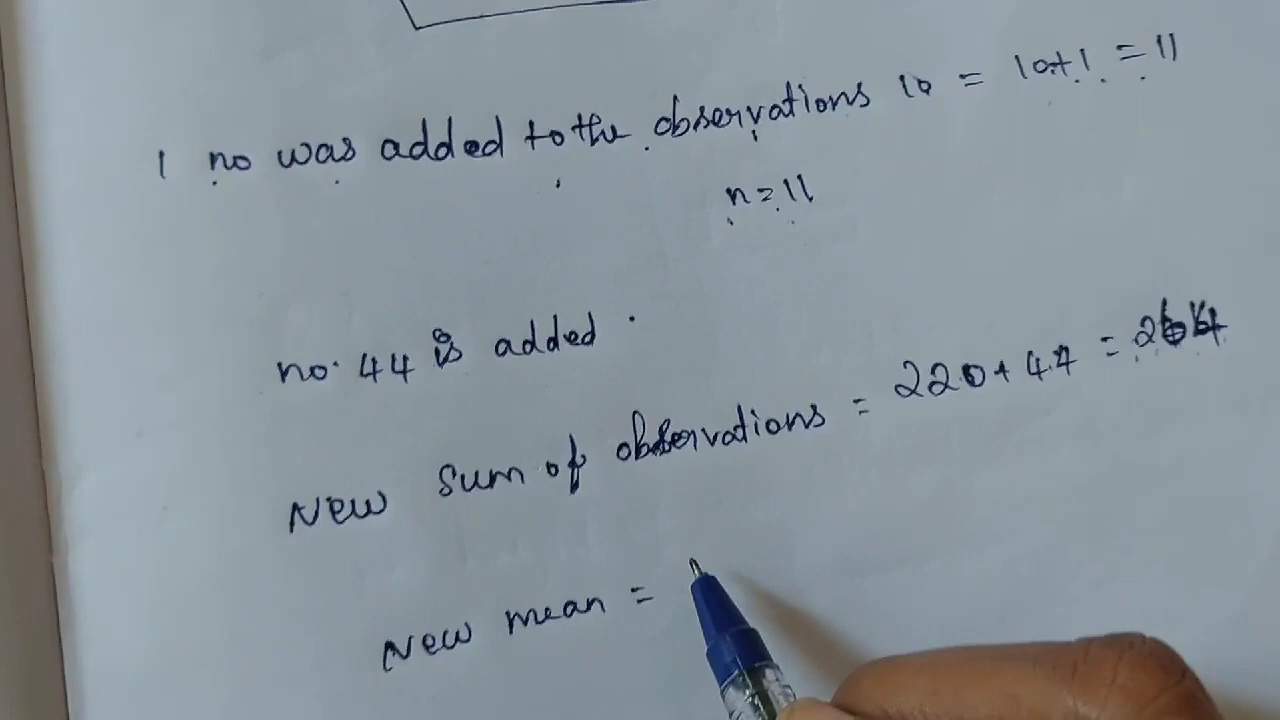 1 no was added to the observations 10 = 10+1 = 11
n = 11
no. 44 is added.
New sum of observations = 220 + 44 = 264
New mean =